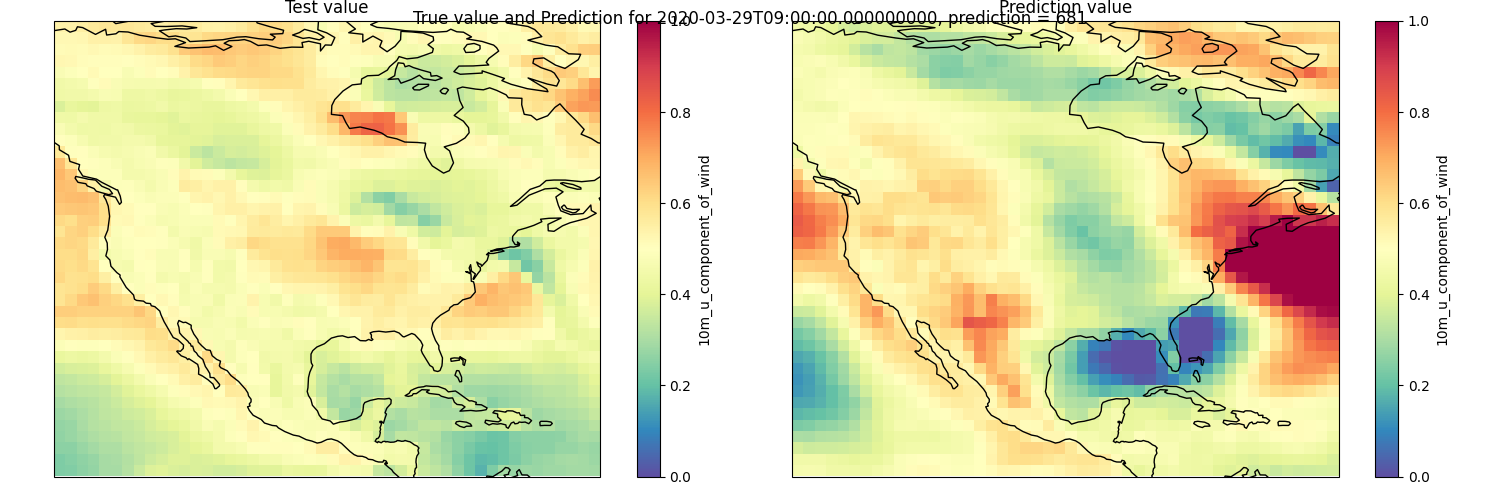 Test value
Prediction value
True value and Prediction for 2020-03-29T09:00:00.000000000, prediction = 681
1.0
0.8
0.6
0.4
0.2
0.0
10m_u_component_of_wind
1.0
0.8
0.6
0.4
0.2
0.0
10m_u_component_of_wind